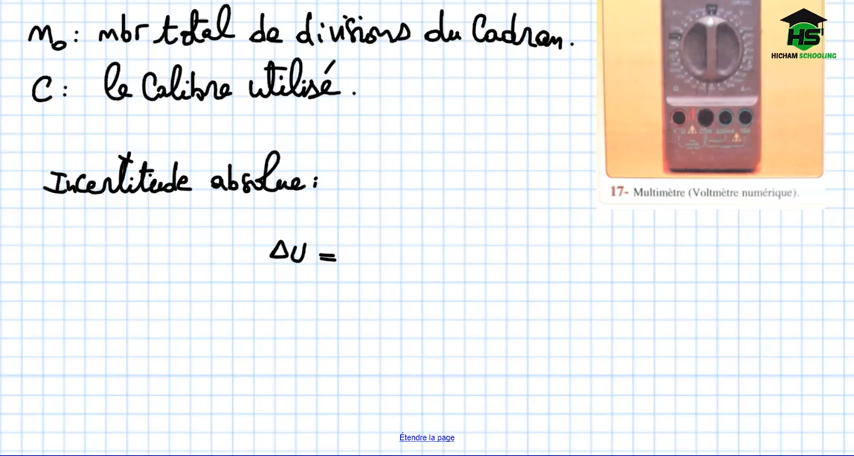 n₀: nbr total de divisions du Cadran.
C: le Calibre utilisé.
HS
HICHAM SCHOOLING
17- Multimètre (Voltmètre numérique).
Incertitude absolue:
ΔU =
Étendre la page